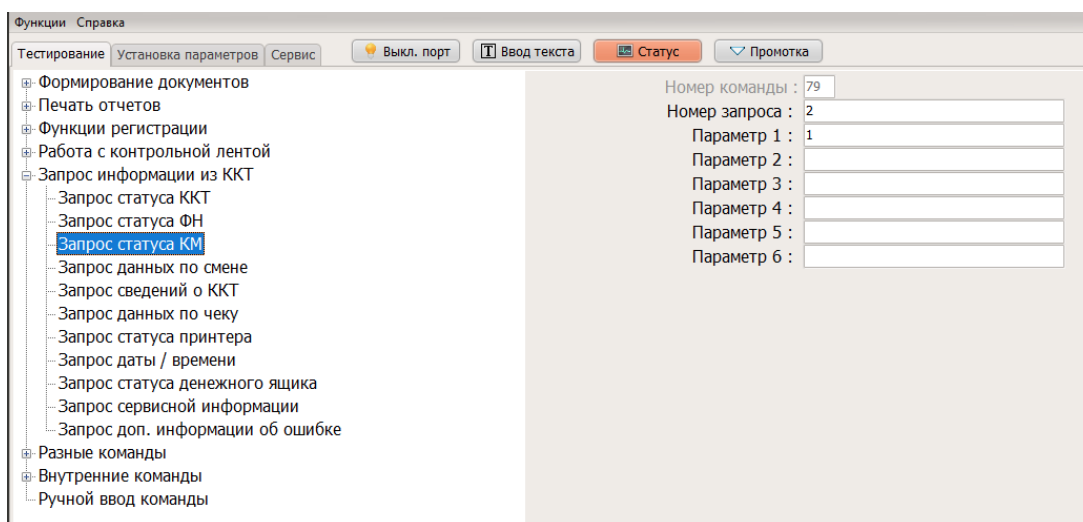 Функции Справка
Тестирование Установка параметров Сервис Выкл. порт T Ввод текста Статус Промотка
Формирование документов
Печать отчетов
Функции регистрации
Работа с контрольной лентой
Запрос информации из ККТ
Запрос статуса ККТ
Запрос статуса ФН
Запрос статуса КМ
Запрос данных по смене
Запрос сведений о ККТ
Запрос данных по чеку
Запрос статуса принтера
Запрос даты / времени
Запрос статуса денежного ящика
Запрос сервисной информации
Запрос доп. информации об ошибке
Разные команды
Внутренние команды
Ручной ввод команды
Номер команды : 79
Номер запроса : 2
Параметр 1 : 1
Параметр 2 :
Параметр 3 :
Параметр 4 :
Параметр 5 :
Параметр 6 :